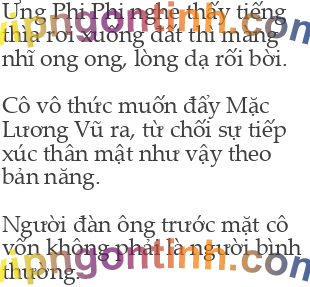 Ưng Phi Phi nghe thấy tiếng
thìa rơi xuống đất thì màng
nhĩ ong ong, lòng dạ rối bời.
Cô vô thức muốn đẩy Mặc
Lương Vũ ra, từ chối sự tiếp
xúc thân mật như vậy theo
bản năng.
Người đàn ông trước mặt cô
vốn không phải là người bình
thường.